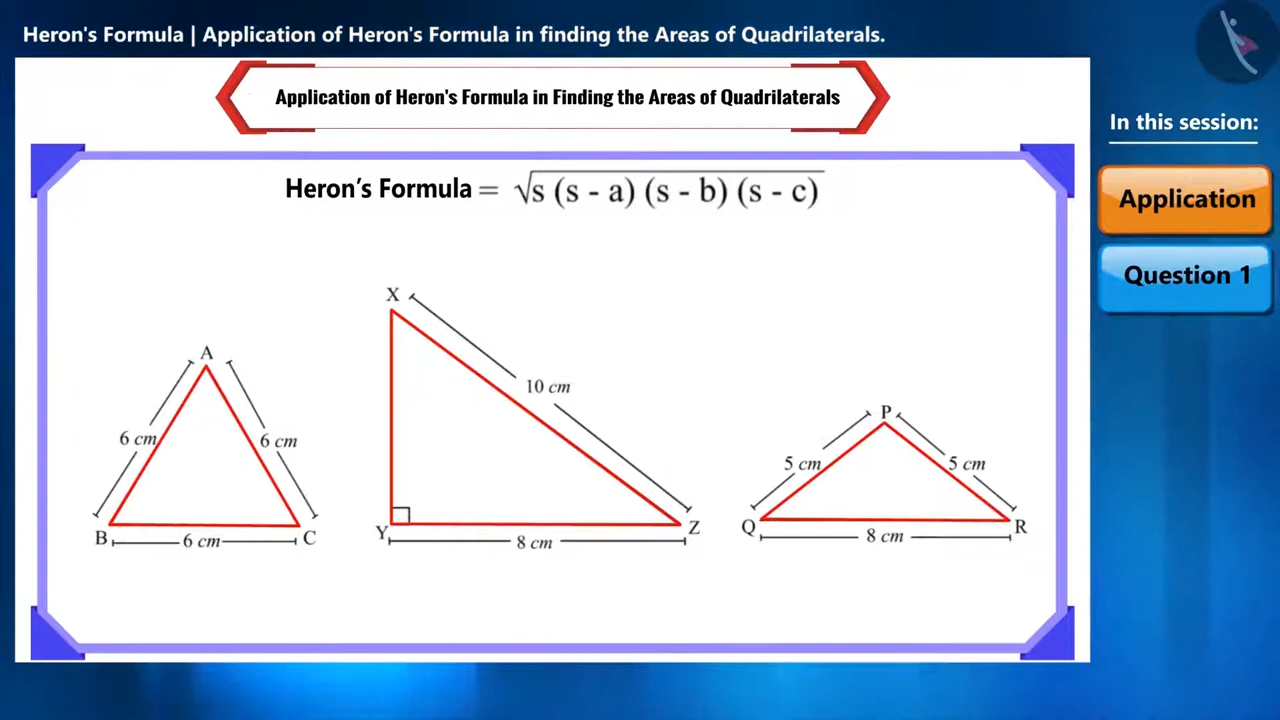 Heron's Formula | Application of Heron's Formula in finding the Areas of Quadrilaterals.
Application of Heron's Formula in Finding the Areas of Quadrilaterals
In this session:
Application
Question 1
Heron's Formula = √s (s - a) (s - b) (s - c)
A
6 cm
6 cm
B
6 cm
C
X
10 cm
Y
8 cm
Z
P
5 cm
5 cm
Q
8 cm
R